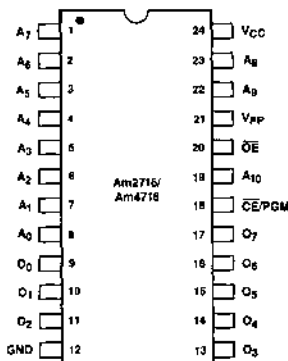 A7 1 24 VCC
A6 2 23 A8
A5 3 22 A9
A4 4 21 VPP
A3 5 20 OE
A2 6 19 A10
Am2716/
Am4716
A1 7 18 CE/PGM
A0 8 17 O7
O0 9 16 O6
O1 10 15 O5
O2 11 14 O4
GND 12 13 O3